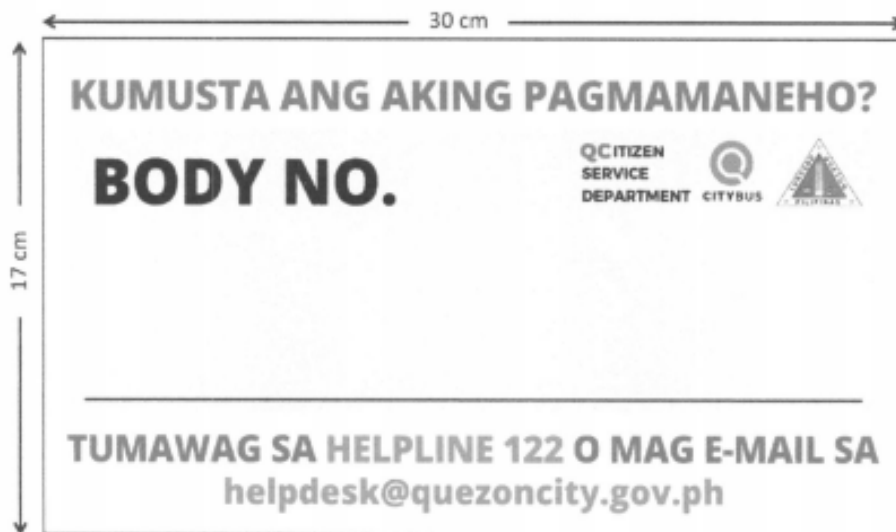 30 cm
17 cm
KUMUSTA ANG AKING PAGMAMANEHO?
BODY NO.
QCITIZEN
SERVICE
DEPARTMENT
CITYBUS
PILIPINAS
TUMAWAG SA HELPLINE 122 O MAG E-MAIL SA
helpdesk@quezoncity.gov.ph